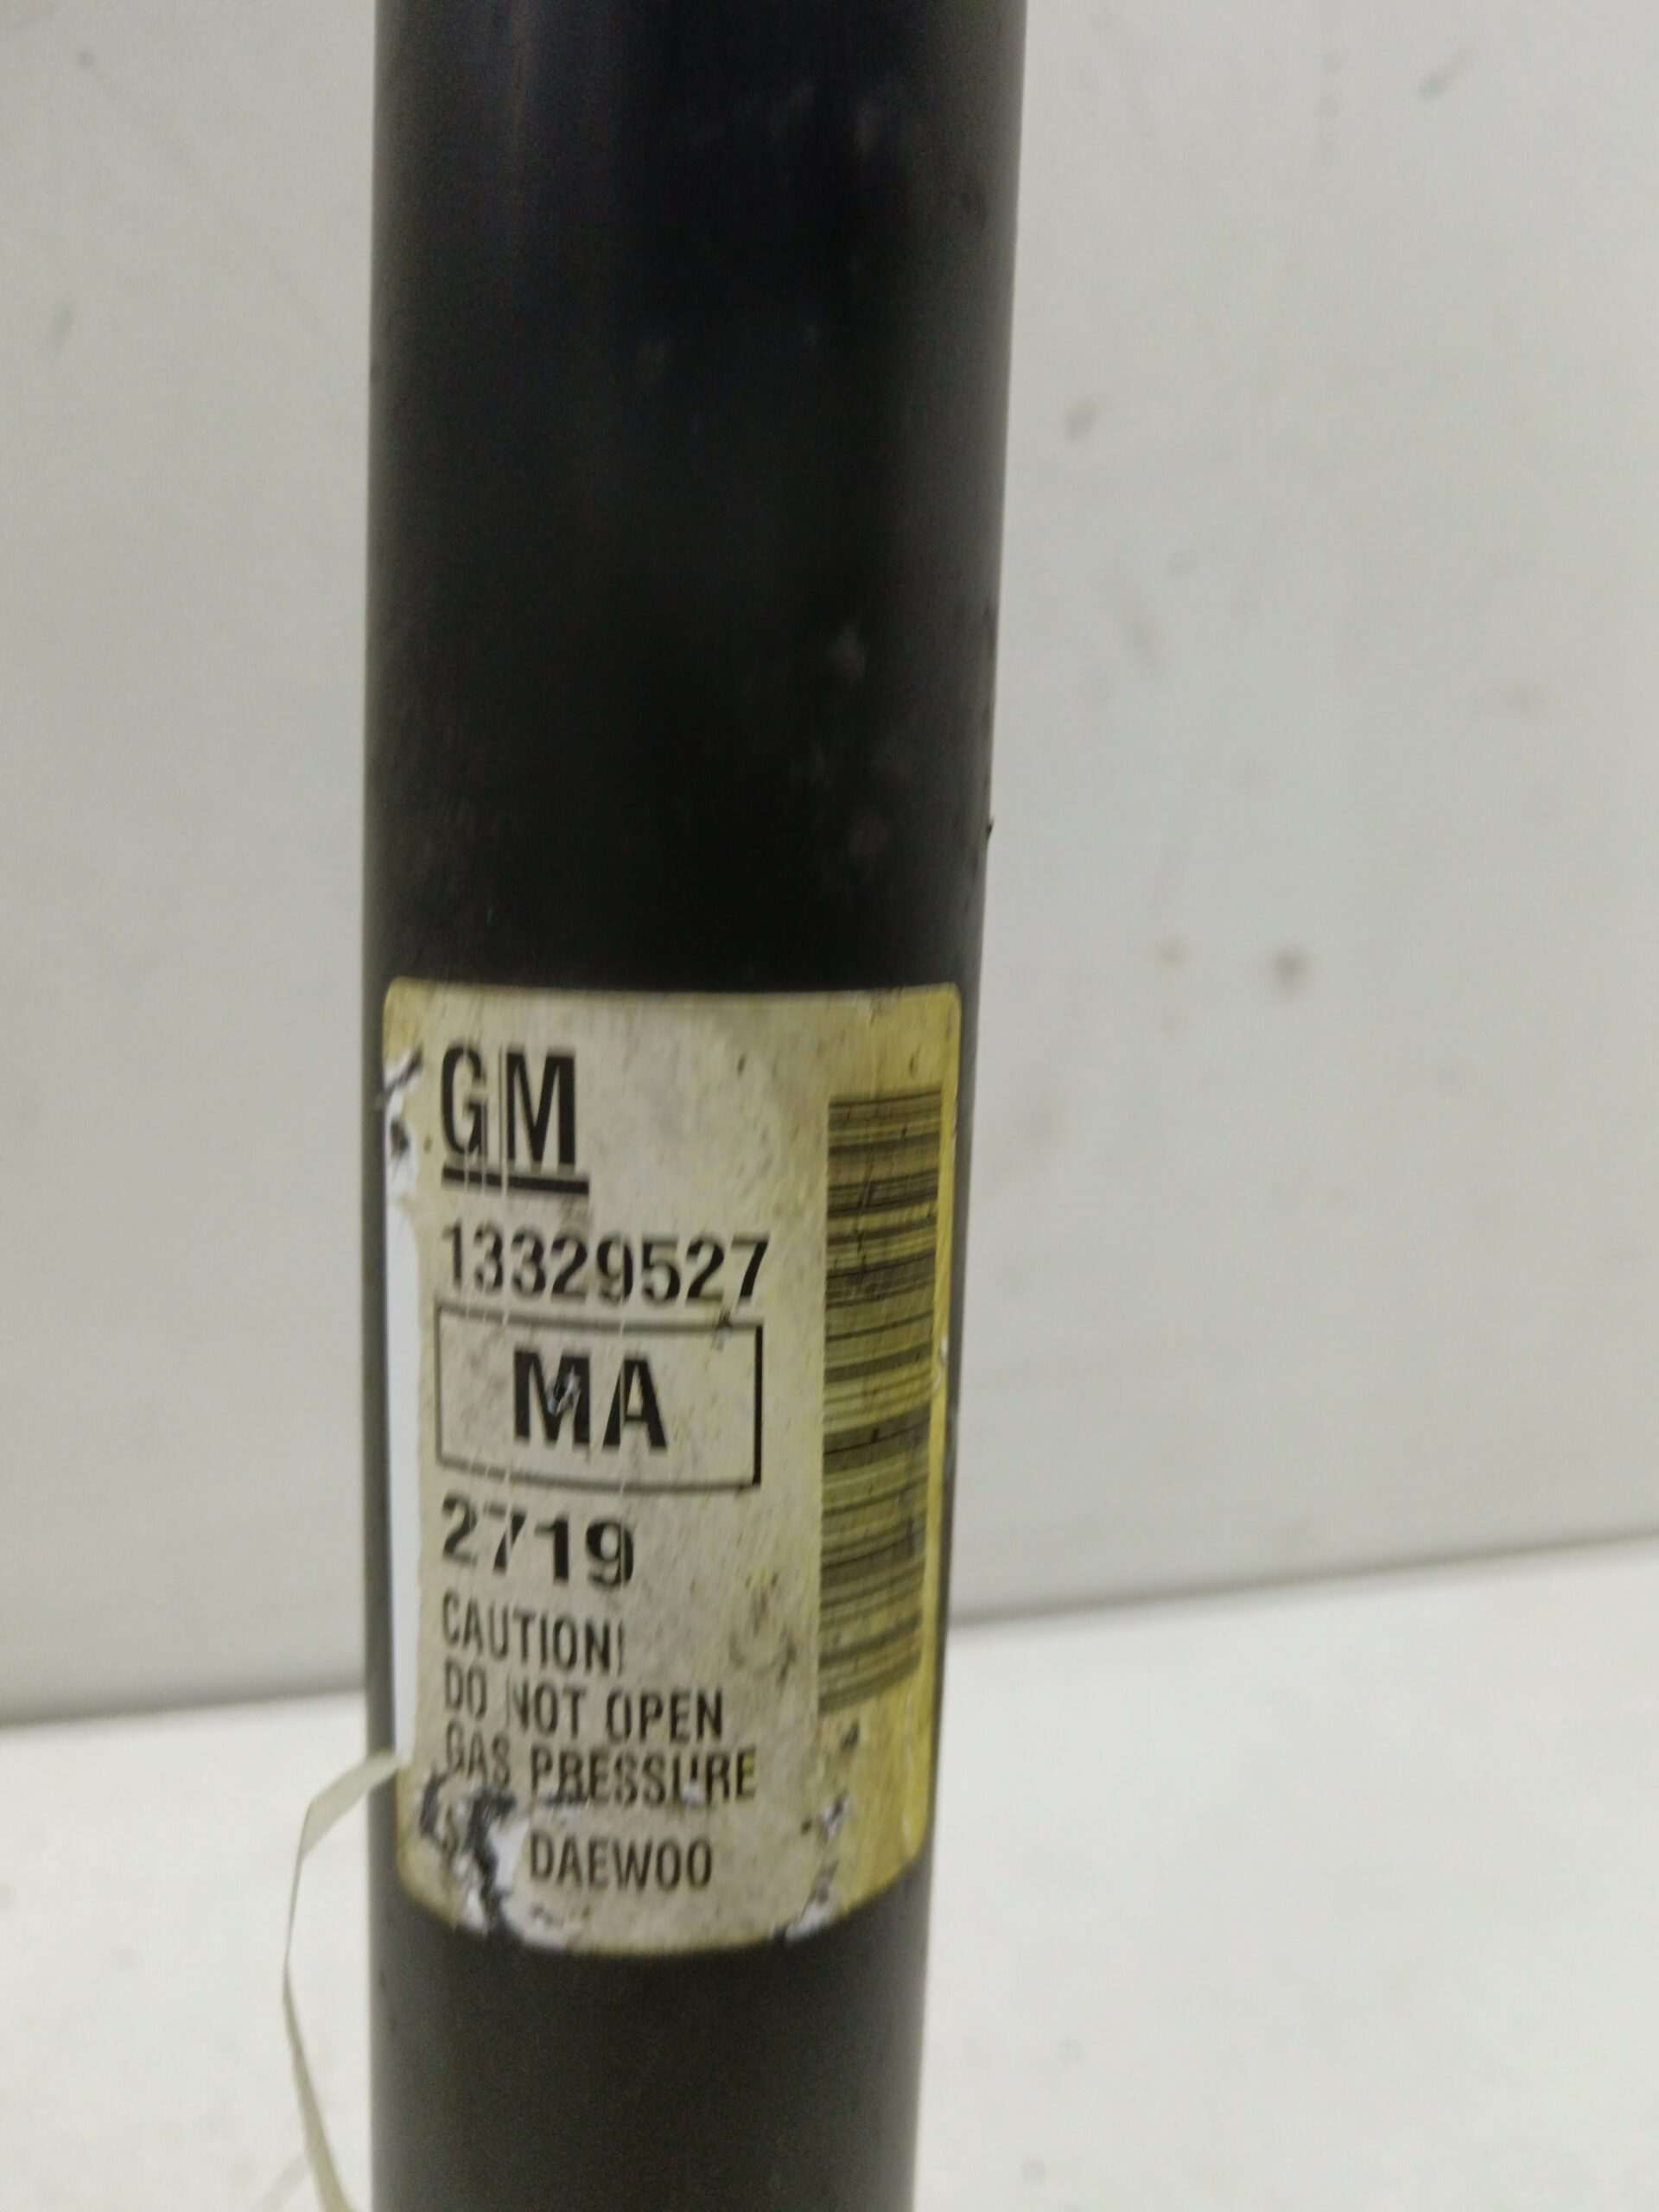 GM
13329527
MA
2719
CAUTION!
DO NOT OPEN
GAS PRESSURE
DAEWOO